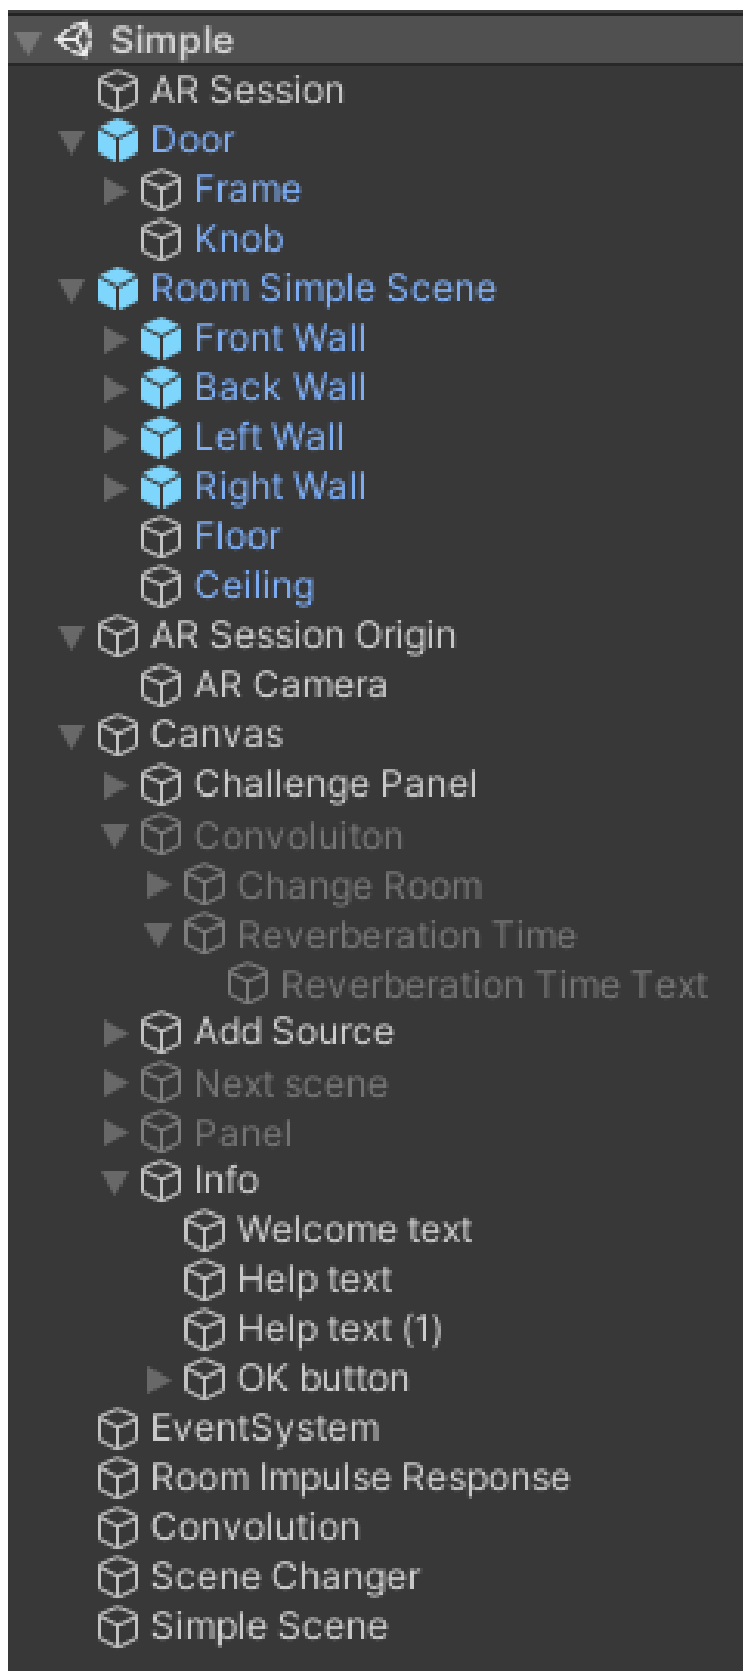 Simple
AR Session
Door
Frame
Knob
Room Simple Scene
Front Wall
Back Wall
Left Wall
Right Wall
Floor
Ceiling
AR Session Origin
AR Camera
Canvas
Challenge Panel
Convoluiton
Change Room
Reverberation Time
Reverberation Time Text
Add Source
Next scene
Panel
Info
Welcome text
Help text
Help text (1)
OK button
EventSystem
Room Impulse Response
Convolution
Scene Changer
Simple Scene